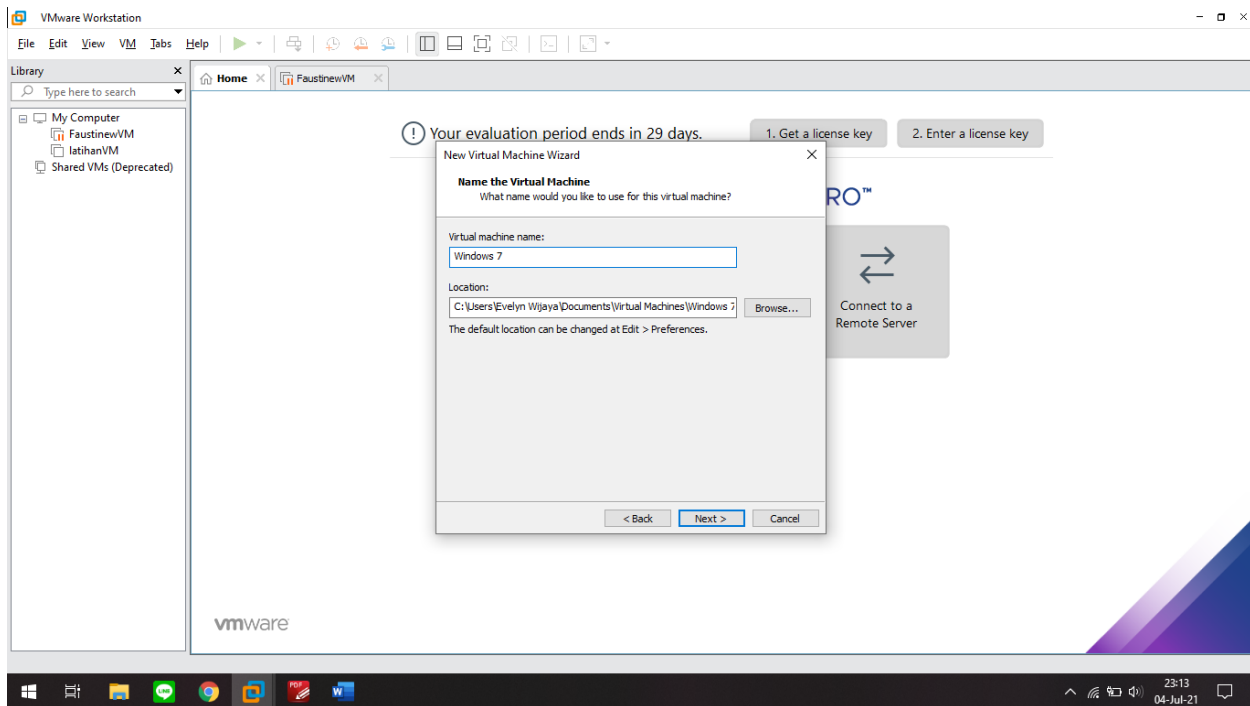 VMware Workstation
File Edit View VM Tabs Help
Library
Type here to search
My Computer
FaustinewVM
latihanVM
Shared VMs (Deprecated)
Home
FaustinewVM
Your evaluation period ends in 29 days.
1. Get a license key
2. Enter a license key
RO™
Connect to a
Remote Server
New Virtual Machine Wizard
Name the Virtual Machine
What name would you like to use for this virtual machine?
Virtual machine name:
Windows 7
Location:
C:\Users\Evelyn Wijaya\Documents\Virtual Machines\Windows 7
Browse...
The default location can be changed at Edit > Preferences.
< Back
Next >
Cancel
vmware
LINE
PDF
W
23:13
04-Jul-21